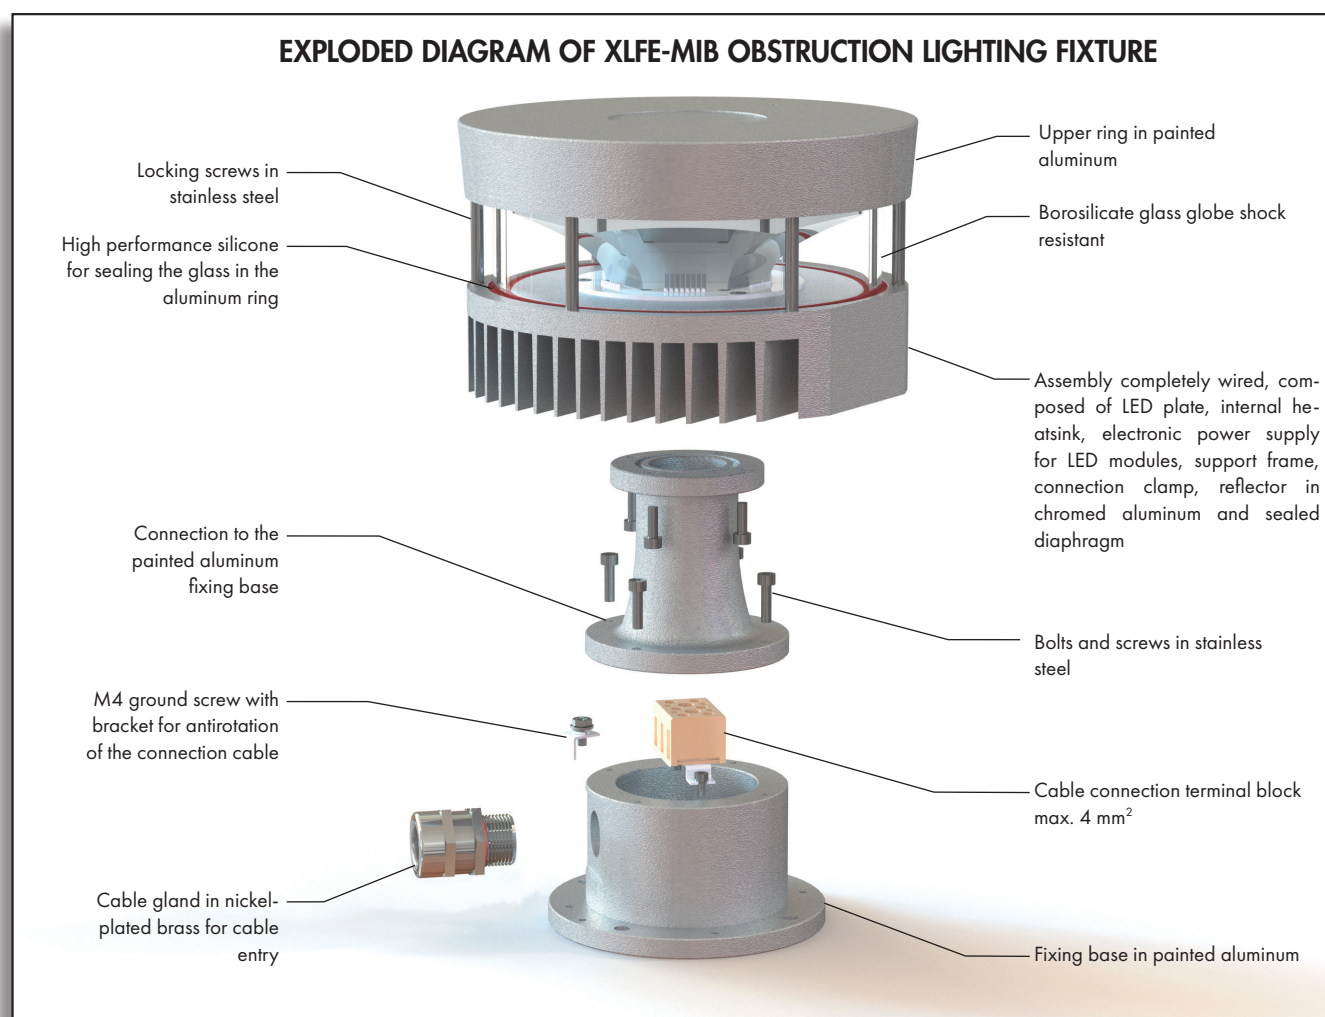 EXPLODED DIAGRAM OF XLFE-MIB OBSTRUCTION LIGHTING FIXTURE
Locking screws in
stainless steel
High performance silicone
for sealing the glass in the
aluminum ring
Connection to the
painted aluminum
fixing base
M4 ground screw with
bracket for antirotation
of the connection cable
Cable gland in nickel-
plated brass for cable
entry
Upper ring in painted
aluminum
Borosilicate glass globe shock
resistant
Assembly completely wired, com-
posed of LED plate, internal he-
atsink, electronic power supply
for LED modules, support frame,
connection clamp, reflector in
chromed aluminum and sealed
diaphragm
Bolts and screws in stainless
steel
Cable connection terminal block
max. 4 mm²
Fixing base in painted aluminum